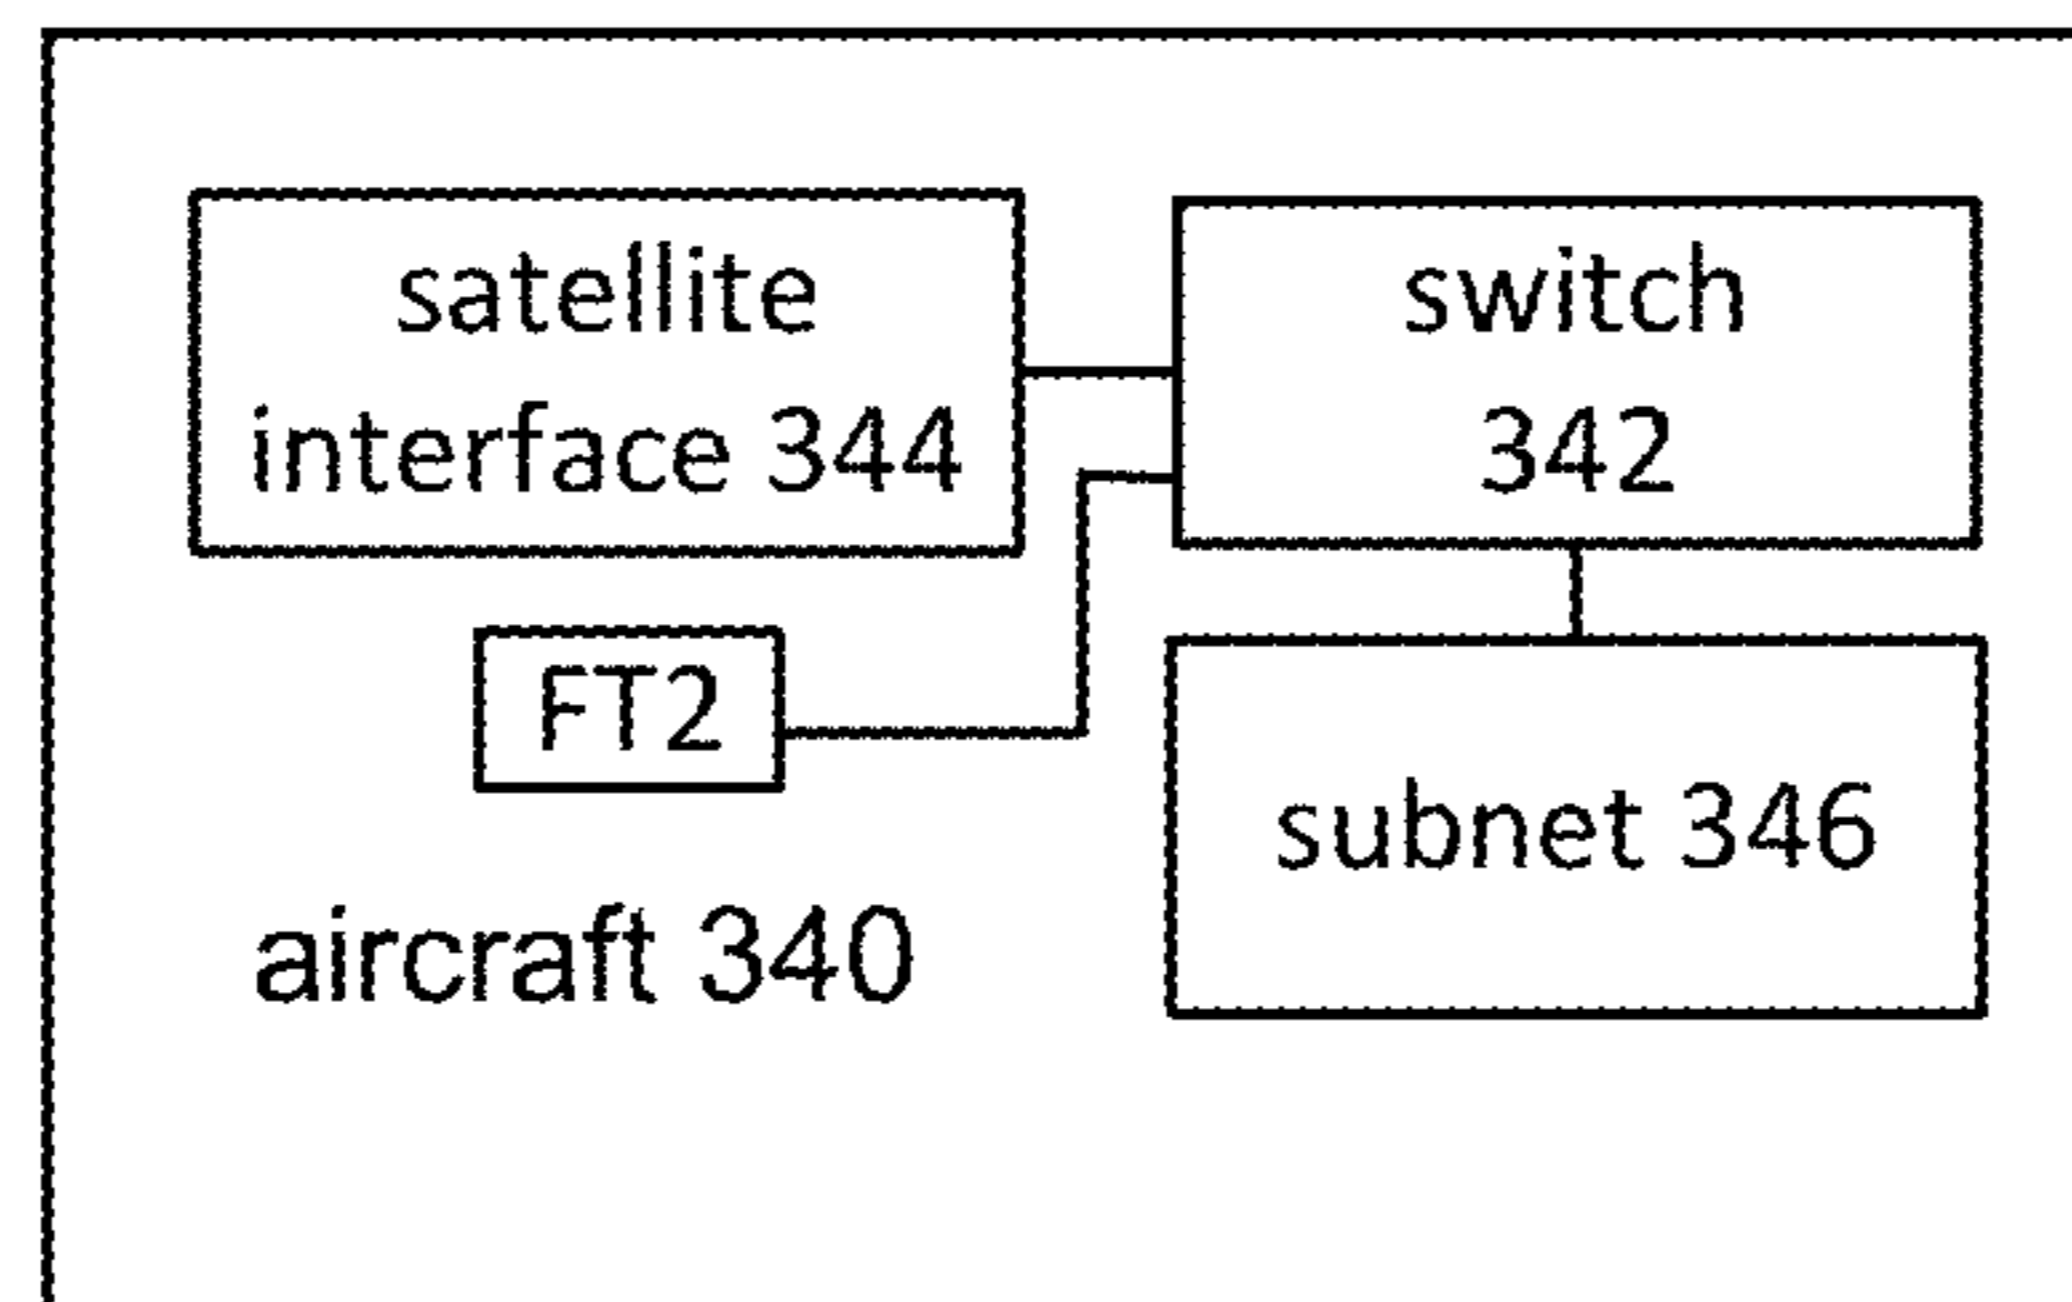 satellite
interface 344
switch
342
FT2
subnet 346
aircraft 340